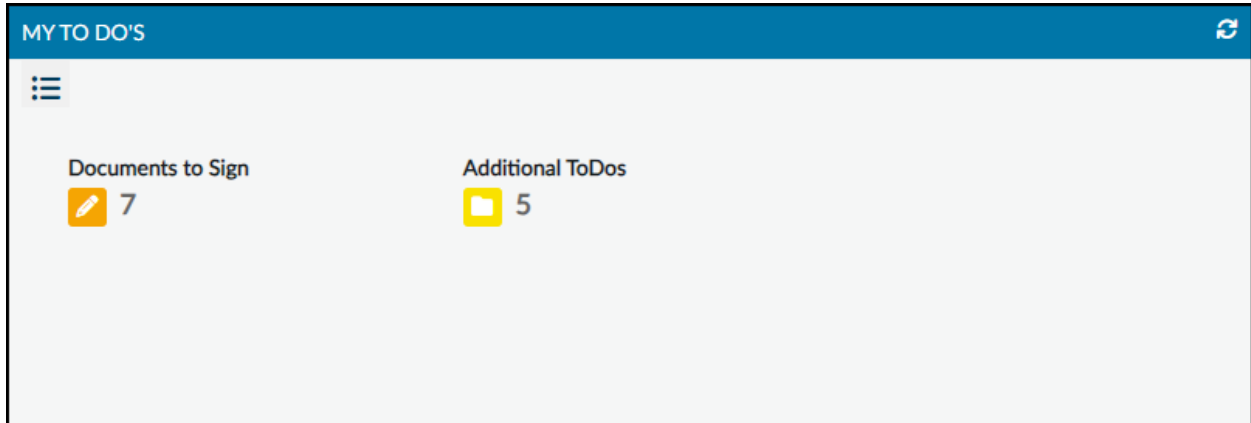 MY TO DO'S
Documents to Sign
Additional ToDos
7
5